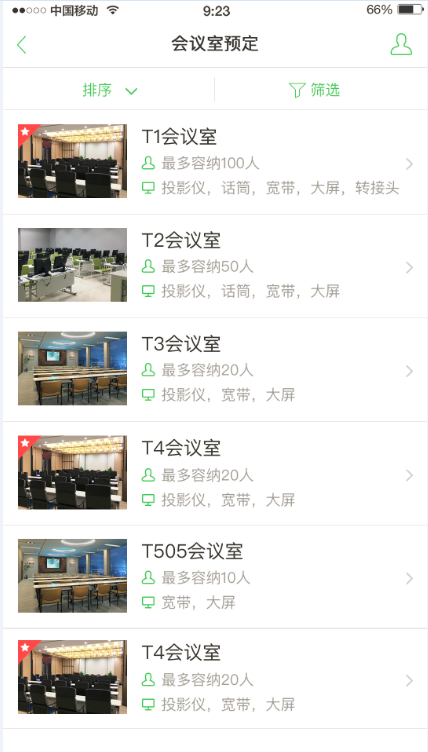 中国移动 9:23 66%
会议室预定
排序 筛选
T1会议室
最多容纳100人
投影仪，话筒，宽带，大屏，转接头
T2会议室
最多容纳50人
投影仪，话筒，宽带，大屏
T3会议室
最多容纳20人
投影仪，宽带，大屏
T4会议室
最多容纳20人
投影仪，宽带，大屏
T505会议室
最多容纳10人
宽带，大屏
T4会议室
最多容纳20人
投影仪，宽带，大屏